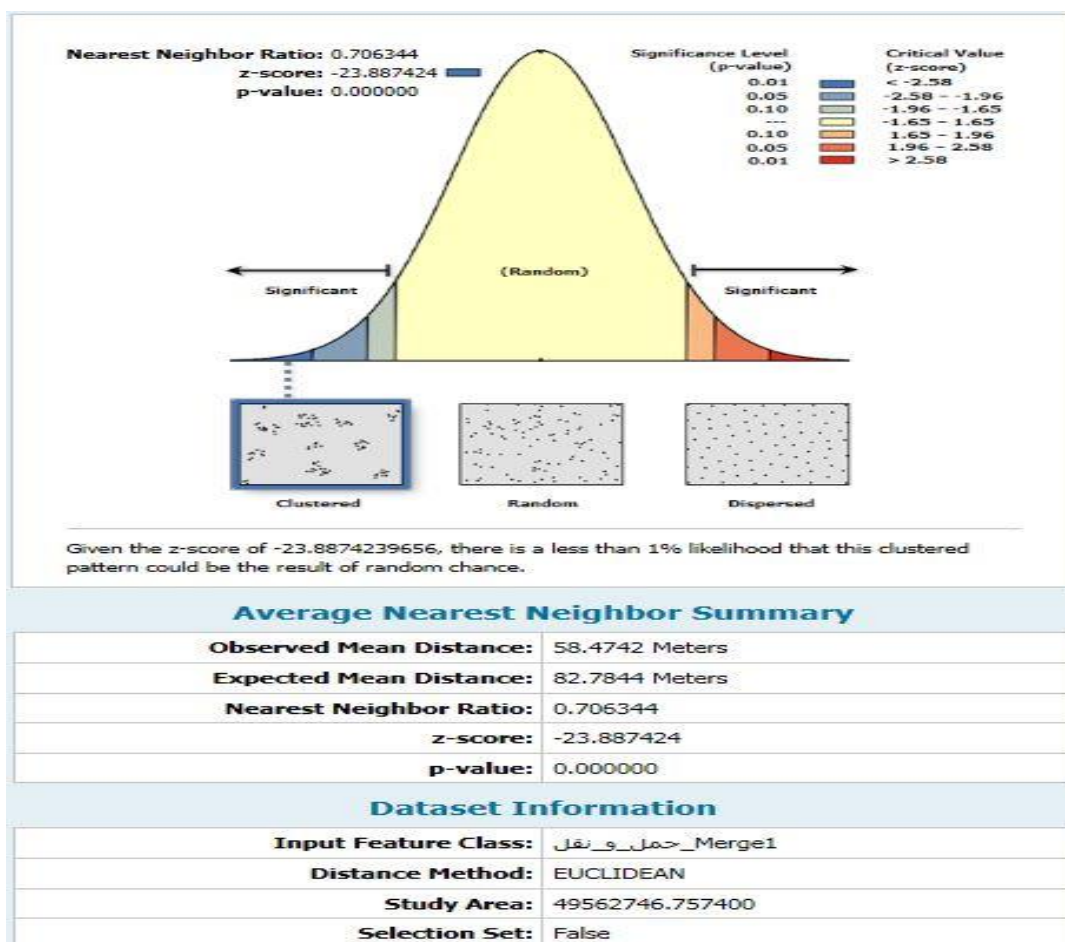 Nearest Neighbor Ratio: 0.706344
z-score: -23.887424
p-value: 0.000000
Significance Level
(p-value)
Critical Value
(z-score)
0.01 < -2.58
0.05 -2.58 - -1.96
0.10 -1.96 - -1.65
--- -1.65 - 1.65
0.10 1.65 - 1.96
0.05 1.96 - 2.58
0.01 > 2.58
(Random)
Significant
Significant
Clustered
Random
Dispersed
Given the z-score of -23.8874239656, there is a less than 1% likelihood that this clustered
pattern could be the result of random chance.
Average Nearest Neighbor Summary
Observed Mean Distance: 58.4742 Meters
Expected Mean Distance: 82.7844 Meters
Nearest Neighbor Ratio: 0.706344
z-score: -23.887424
p-value: 0.000000
Dataset Information
Input Feature Class: حمل_و_نقل_Merge1
Distance Method: EUCLIDEAN
Study Area: 49562746.757400
Selection Set: False